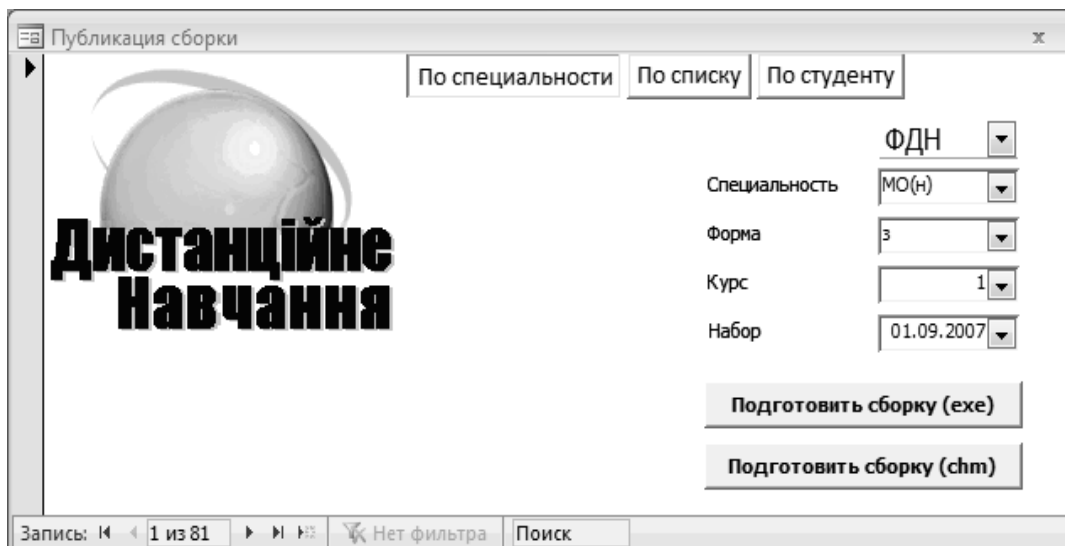 Публикация сборки
По специальности По списку По студенту
ФДН
Специальность МО(н)
Форма з
Курс 1
Набор 01.09.2007
Дистанційне
Навчання
Подготовить сборку (exe)
Подготовить сборку (chm)
Запись: 1 из 81 Нет фильтра Поиск